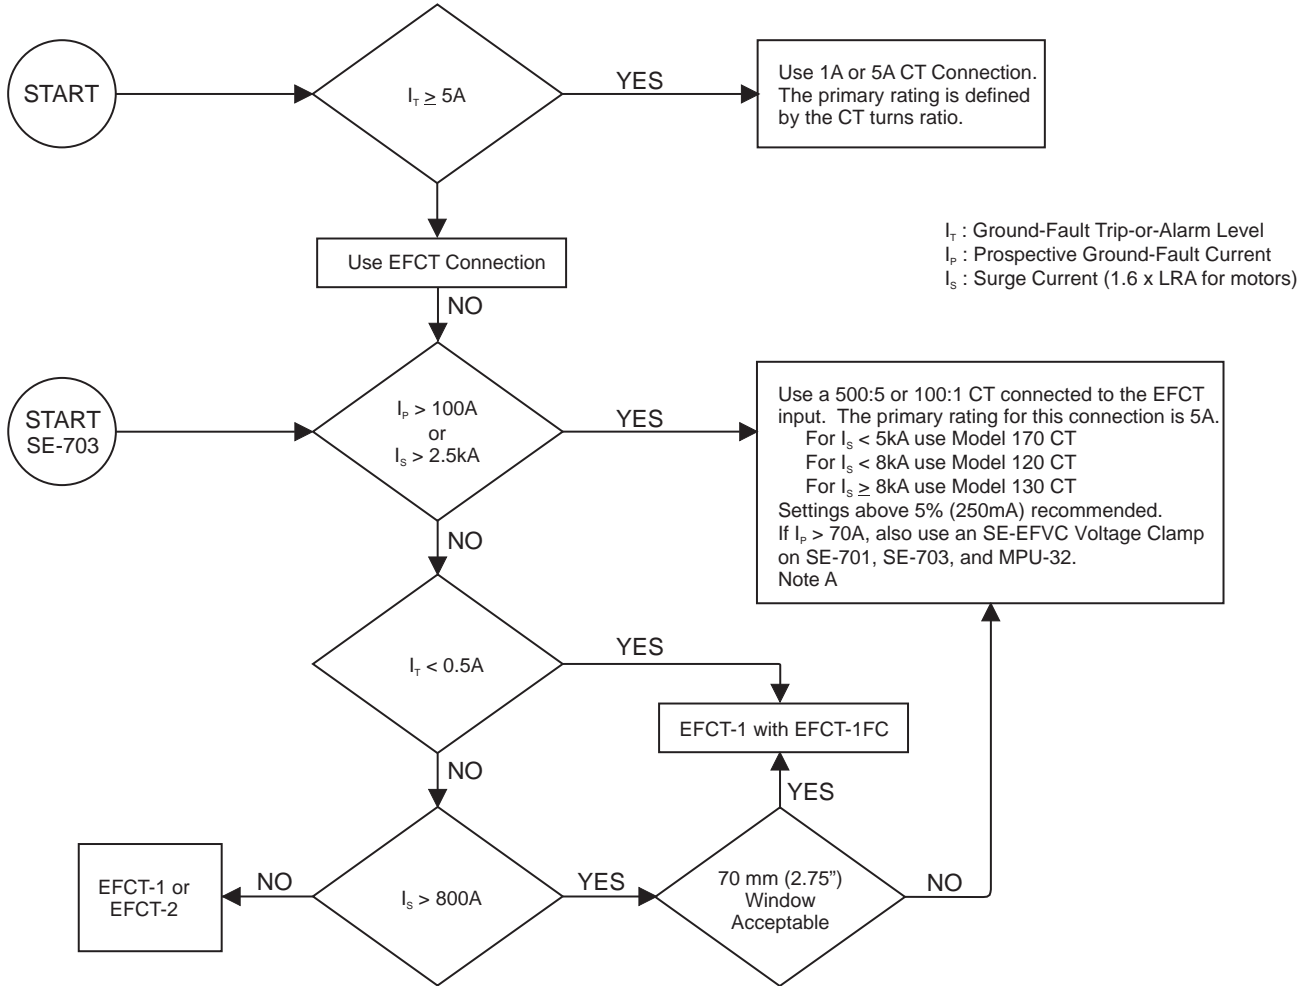 START
I_T ≥ 5A
YES
Use 1A or 5A CT Connection.
The primary rating is defined
by the CT turns ratio.
I_T : Ground-Fault Trip-or-Alarm Level
I_P : Prospective Ground-Fault Current
I_S : Surge Current (1.6 x LRA for motors)
Use EFCT Connection
NO
START
SE-703
I_P > 100A
or
I_S > 2.5kA
YES
Use a 500:5 or 100:1 CT connected to the EFCT
input. The primary rating for this connection is 5A.
For I_S < 5kA use Model 170 CT
For I_S < 8kA use Model 120 CT
For I_S ≥ 8kA use Model 130 CT
Settings above 5% (250mA) recommended.
If I_P > 70A, also use an SE-EFVC Voltage Clamp
on SE-701, SE-703, and MPU-32.
Note A
NO
I_T < 0.5A
YES
EFCT-1 with EFCT-1FC
NO
YES
EFCT-1 or
EFCT-2
NO
I_S > 800A
YES
70 mm (2.75”)
Window
Acceptable
NO